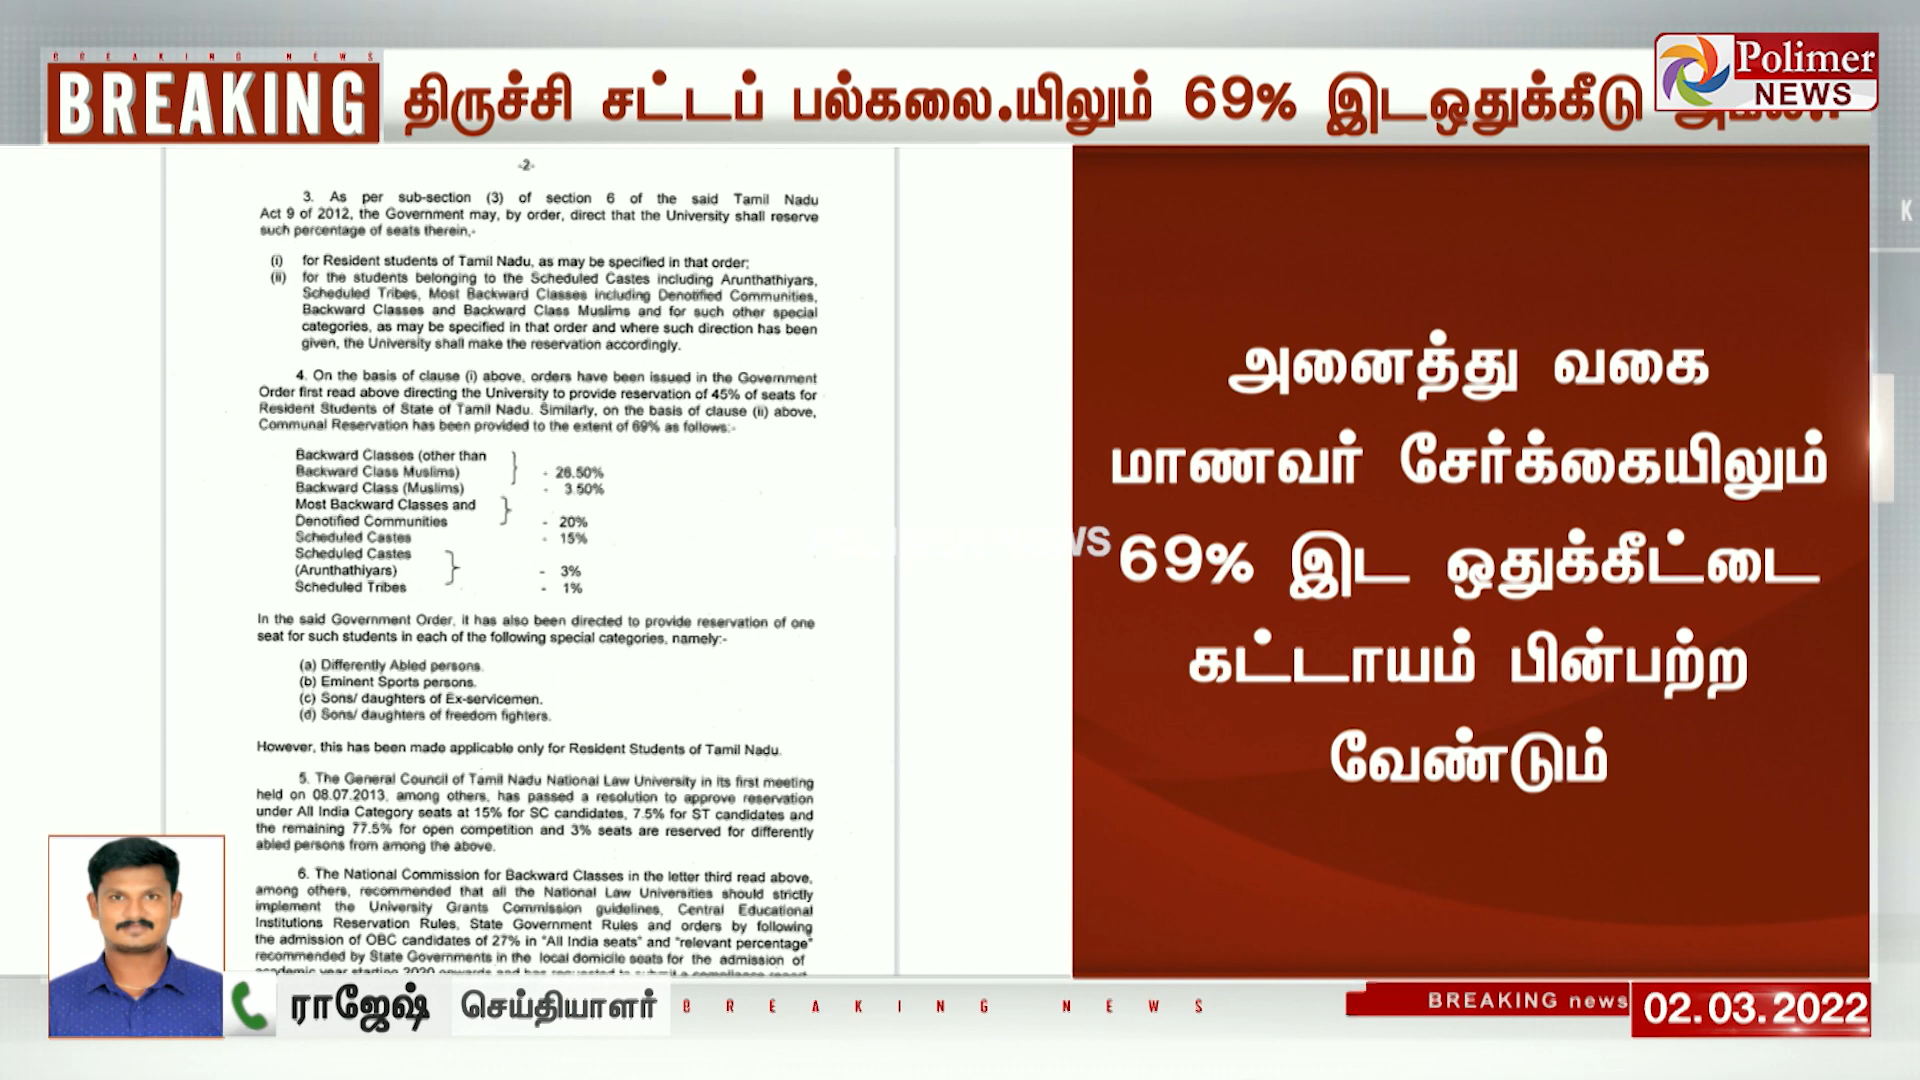 BREAKING NEWS
BREAKING
திருச்சி சட்டப் பல்கலை.யிலும் 69% இடஒதுக்கீடு
Polimer
NEWS
-2-
3. As per sub-section (3) of section 6 of the said Tamil Nadu
Act 9 of 2012, the Government may, by order, direct that the University shall reserve
such percentage of seats therein,-
(i) for Resident students of Tamil Nadu, as may be specified in that order;
(ii) for the students belonging to the Scheduled Castes including Arunthathiyars,
Scheduled Tribes, Most Backward Classes including Denotified Communities,
Backward Classes and Backward Class Muslims and for such other special
categories, as may be specified in that order and where such direction has been
given, the University shall make the reservation accordingly.
4. On the basis of clause (i) above, orders have been issued in the Government
Order first read above directing the University to provide reservation of 45% of seats for
Resident Students of State of Tamil Nadu. Similarly, on the basis of clause (ii) above,
Communal Reservation has been provided to the extent of 69% as follows:-
Backward Classes (other than
Backward Class Muslims) - 26.50%
Backward Class (Muslims) - 3.50%
Most Backward Classes and
Denotified Communities - 20%
Scheduled Castes - 15%
Scheduled Castes
(Arunthathiyars) - 3%
Scheduled Tribes - 1%
In the said Government Order, it has also been directed to provide reservation of one
seat for such students in each of the following special categories, namely:-
(a) Differently Abled persons.
(b) Eminent Sports persons.
(c) Sons/ daughters of Ex-servicemen.
(d) Sons/ daughters of freedom fighters.
However, this has been made applicable only for Resident Students of Tamil Nadu.
5. The General Council of Tamil Nadu National Law University in its first meeting
held on 08.07.2013, among others, has passed a resolution to approve reservation
under All India Category seats at 15% for SC candidates, 7.5% for ST candidates and
the remaining 77.5% for open competition and 3% seats are reserved for differently
abled persons from among the above.
6. The National Commission for Backward Classes in the letter third read above,
among others, recommended that all the National Law Universities should strictly
implement the University Grants Commission guidelines, Central Educational
Institutions Reservation Rules, State Government Rules and orders by following
the admission of OBC candidates of 27% in "All India seats" and "relevant percentage"
recommended by State Governments in the local domicile seats for the admission of
அனைத்து வகை
மாணவர் சேர்க்கையிலும்
69% இட ஒதுக்கீட்டை
கட்டாயம் பின்பற்ற
வேண்டும்
K
ராஜேஷ் செய்தியாளர்
BREAKING NEWS
BREAKING news
02.03.2022